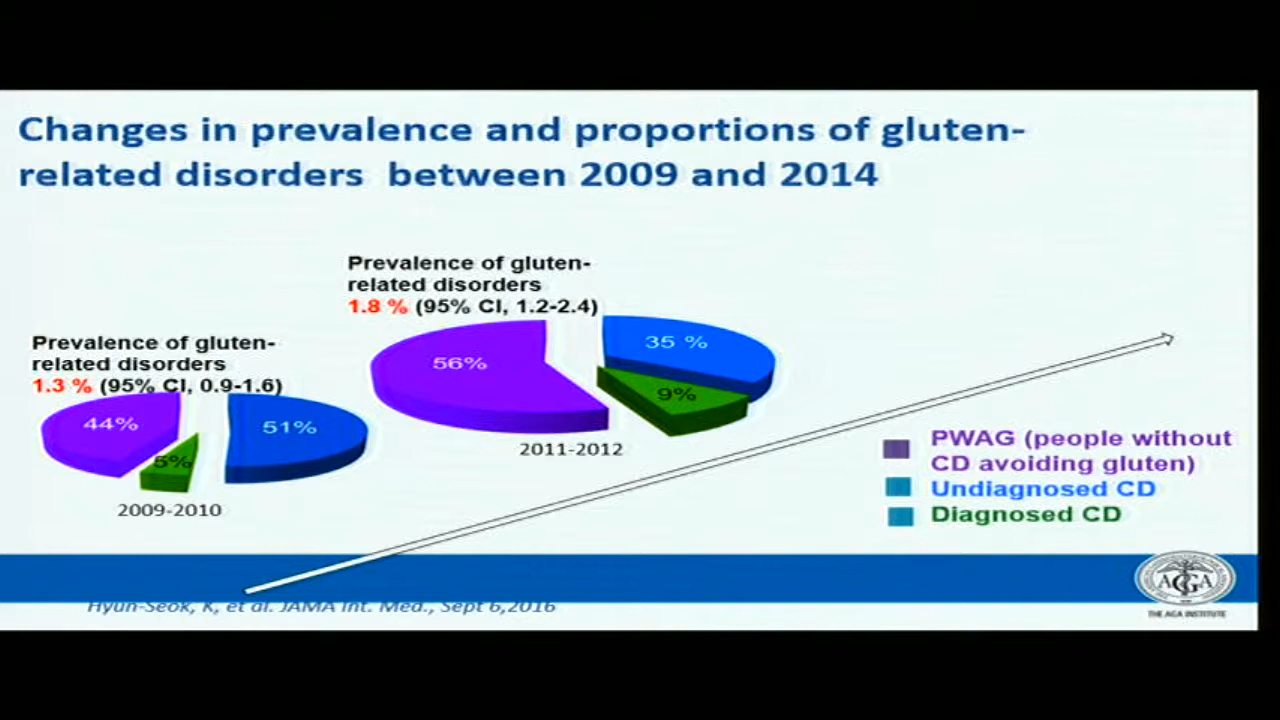 Changes in prevalence and proportions of gluten-
related disorders between 2009 and 2014
Prevalence of gluten-
related disorders
1.8 % (95% CI, 1.2-2.4)
Prevalence of gluten-
related disorders
1.3 % (95% CI, 0.9-1.6)
56%
35 %
9%
2011-2012
44%
51%
5%
2009-2010
PWAG (people without
CD avoiding gluten)
Undiagnosed CD
Diagnosed CD
Hyun-Seok, K, et al. JAMA Int. Med., Sept 6,2016
AGA
THE AGA INSTITUTE